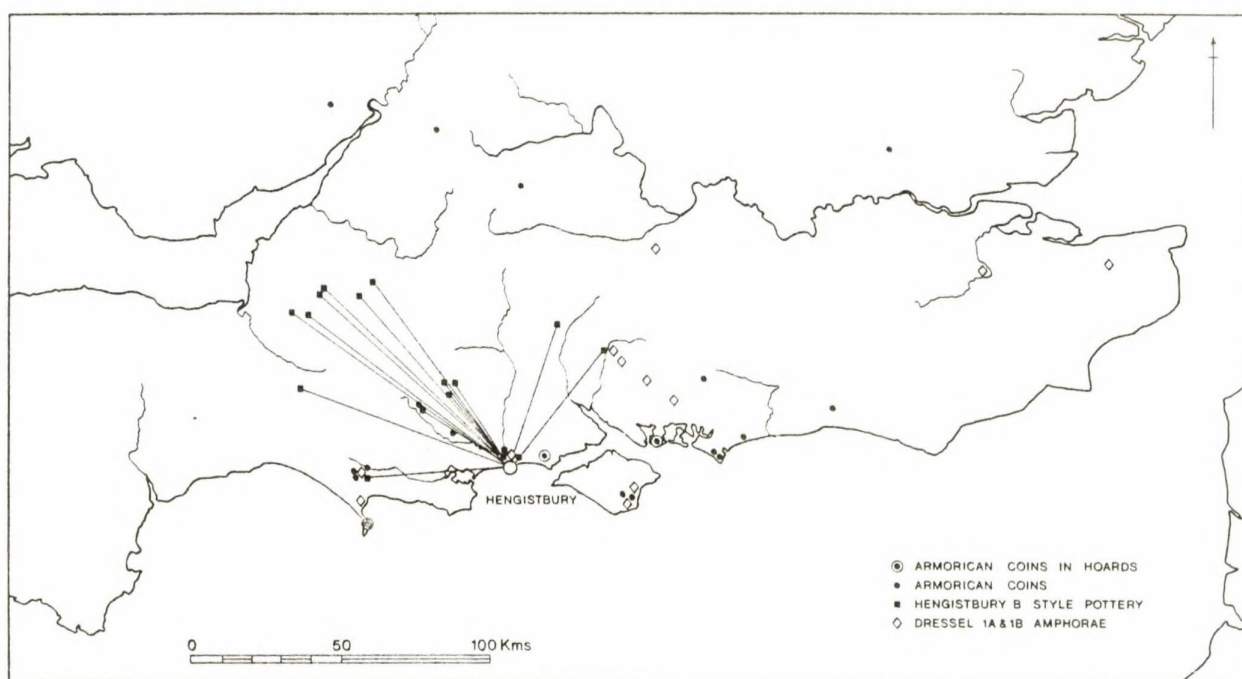 HENGISTBURY
ARMORICAN COINS IN HOARDS
ARMORICAN COINS
HENGISTBURY B STYLE POTTERY
DRESSEL 1A & 1B AMPHORAE
0 50 100 Kms